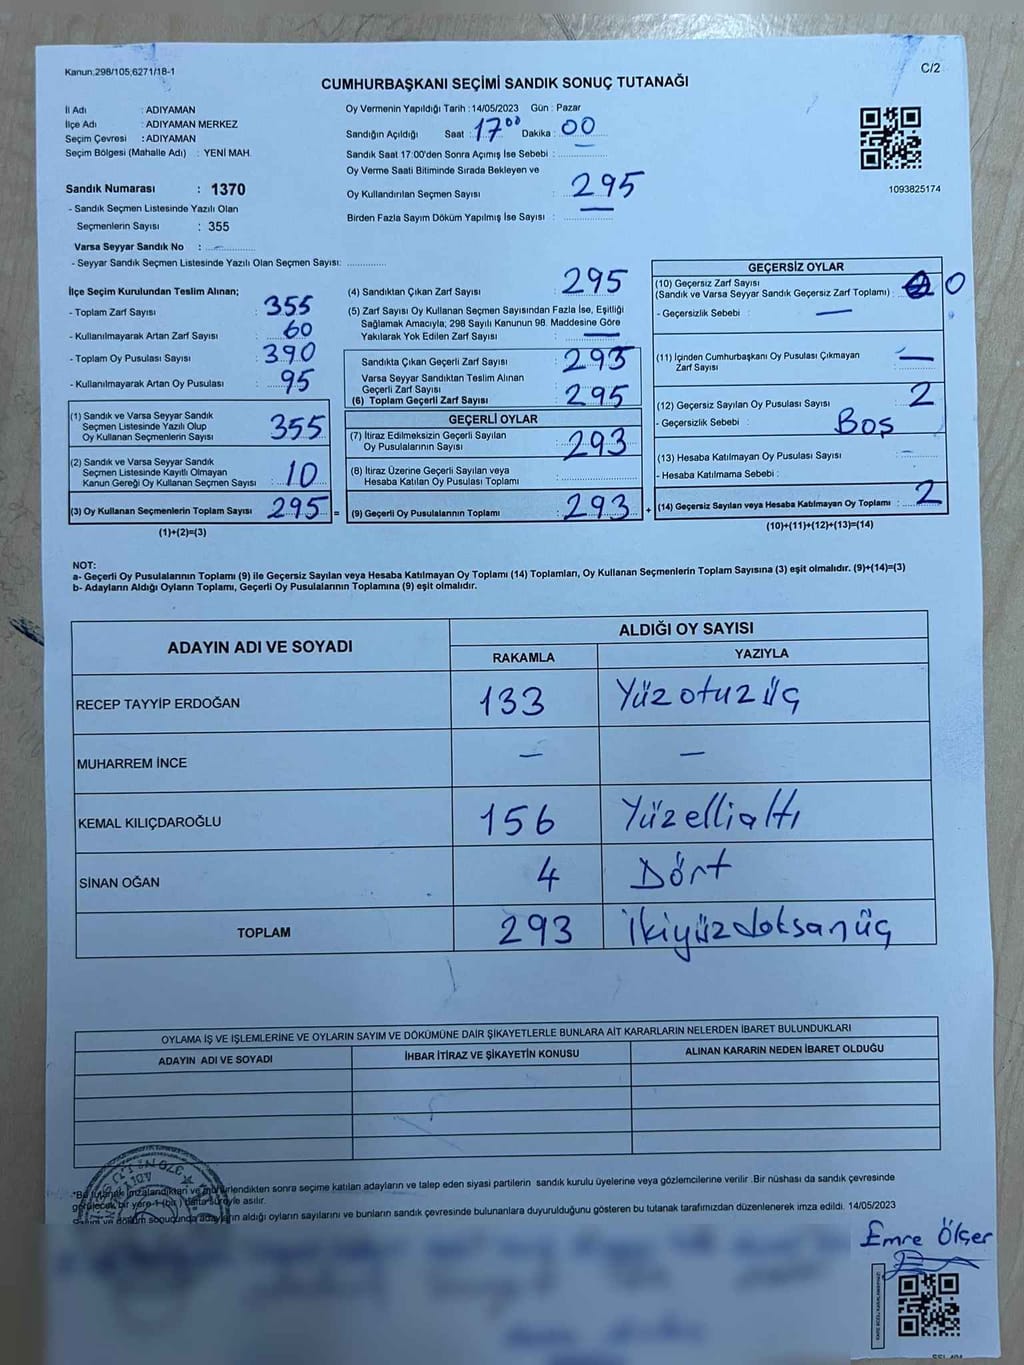 Kanun:298/105;6271/18-1
C/2
CUMHURBAŞKANI SEÇİMİ SANDIK SONUÇ TUTANAĞI
İl Adı : ADIYAMAN
İlçe Adı : ADIYAMAN MERKEZ
Seçim Çevresi : ADIYAMAN
Seçim Bölgesi (Mahalle Adı) : YENİ MAH.
Sandık Numarası : 1370
- Sandık Seçmen Listesinde Yazılı Olan
Seçmenlerin Sayısı : 355
Varsa Seyyar Sandık No : -
- Seyyar Sandık Seçmen Listesinde Yazılı Olan Seçmen Sayısı:
Oy Vermenin Yapıldığı Tarih :14/05/2023 Gün : Pazar
Sandığın Açıldığı Saat : 17⁰⁰ Dakika : 00
Sandık Saat 17:00'den Sonra Açımış İse Sebebi :
Oy Verme Saati Bitiminde Sırada Bekleyen ve
Oy Kullandırılan Seçmen Sayısı : 295
Birden Fazla Sayım Döküm Yapılmış İse Sayısı : —
1093825174
İlçe Seçim Kurulundan Teslim Alınan;
- Toplam Zarf Sayısı : 355
- Kullanılmayarak Artan Zarf Sayısı : 60
- Toplam Oy Pusulası Sayısı : 390
- Kullanılmayarak Artan Oy Pusulası : 95
(1) Sandık ve Varsa Seyyar Sandık
Seçmen Listesinde Yazılı Olup
Oy Kullanan Seçmenlerin Sayısı : 355
(2) Sandık ve Varsa Seyyar Sandık
Seçmen Listesinde Kayıtlı Olmayan
Kanun Gereği Oy Kullanan Seçmen Sayısı : 10
(3) Oy Kullanan Seçmenlerin Toplam Sayısı : 295 =
(1)+(2)=(3)
(4) Sandıktan Çıkan Zarf Sayısı : 295
(5) Zarf Sayısı Oy Kullanan Seçmen Sayısından Fazla İse, Eşitliği
Sağlamak Amacıyla; 298 Sayılı Kanunun 98. Maddesine Göre
Yakılarak Yok Edilen Zarf Sayısı : —
Sandıkta Çıkan Geçerli Zarf Sayısı : 293
Varsa Seyyar Sandıktan Teslim Alınan
Geçerli Zarf Sayısı
(6) Toplam Geçerli Zarf Sayısı : 295
GEÇERLİ OYLAR
(7) İtiraz Edilmeksizin Geçerli Sayılan
Oy Pusulalarının Sayısı : 293
(8) İtiraz Üzerine Geçerli Sayılan veya
Hesaba Katılan Oy Pusulası Toplamı :
(9) Geçerli Oy Pusulalarının Toplamı : 293 +
GEÇERSİZ OYLAR
(10) Geçersiz Zarf Sayısı
(Sandık ve Varsa Seyyar Sandık Geçersiz Zarf Toplamı) : 0
- Geçersizlik Sebebi : —
(11) İçinden Cumhurbaşkanı Oy Pusulası Çıkmayan
Zarf Sayısı : —
(12) Geçersiz Sayılan Oy Pusulası Sayısı : 2
- Geçersizlik Sebebi : Boş
(13) Hesaba Katılmayan Oy Pusulası Sayısı : -
- Hesaba Katılmama Sebebi :
(14) Geçersiz Sayılan veya Hesaba Katılmayan Oy Toplamı : 2
(10)+(11)+(12)+(13)=(14)
NOT:
a- Geçerli Oy Pusulalarının Toplamı (9) ile Geçersiz Sayılan veya Hesaba Katılmayan Oy Toplamı (14) Toplamları, Oy Kullanan Seçmenlerin Toplam Sayısına (3) eşit olmalıdır. (9)+(14)=(3)
b- Adayların Aldığı Oyların Toplamı, Geçerli Oy Pusulalarının Toplamına (9) eşit olmalıdır.
ADAYIN ADI VE SOYADI
ALDIĞI OY SAYISI
RAKAMLA YAZIYLA
RECEP TAYYİP ERDOĞAN 133 Yüzotuzüç
MUHARREM İNCE — —
KEMAL KILIÇDAROĞLU 156 Yüzellialtı
SİNAN OĞAN 4 Dört
TOPLAM 293 İkiyüzdoksanüç
OYLAMA İŞ VE İŞLEMLERİNE VE OYLARIN SAYIM VE DÖKÜMÜNE DAİR ŞİKAYETLERLE BUNLARA AİT KARARLARIN NELERDEN İBARET BULUNDUKLARI
ADAYIN ADI VE SOYADI İHBAR İTİRAZ VE ŞİKAYETİN KONUSU ALINAN KARARIN NEDEN İBARET OLDUĞU
*Bu tutanak imzalandıktan ve mühürlendikten sonra seçime katılan adayların ve talep eden siyasi partilerin sandık kurulu üyelerine veya gözlemcilerine verilir .Bir nüshası da sandık çevresinde
görülecek bir yere 1 (bir) hafta süreyle asılır.
Sayım ve döküm sonucunda adayların aldığı oyların sayılarını ve bunların sandık çevresinde bulunanlara duyurulduğunu gösteren bu tutanak tarafımızdan düzenlenerek imza edildi. 14/05/2023
Emre Ölçer